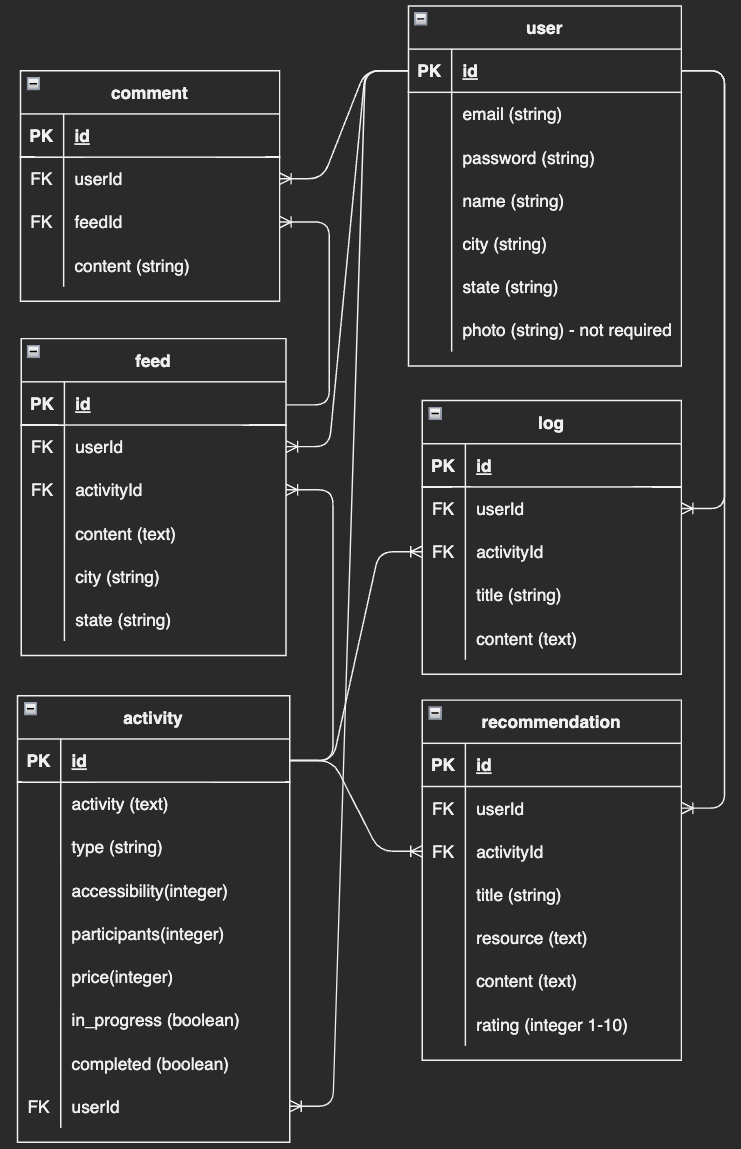 user
PK id
email (string)
password (string)
name (string)
city (string)
state (string)
photo (string) - not required
comment
PK id
FK userId
FK feedId
content (string)
feed
PK id
FK userId
FK activityId
content (text)
city (string)
state (string)
log
PK id
FK userId
FK activityId
title (string)
content (text)
activity
PK id
activity (text)
type (string)
accessibility(integer)
participants(integer)
price(integer)
in_progress (boolean)
completed (boolean)
FK userId
recommendation
PK id
FK userId
FK activityId
title (string)
resource (text)
content (text)
rating (integer 1-10)